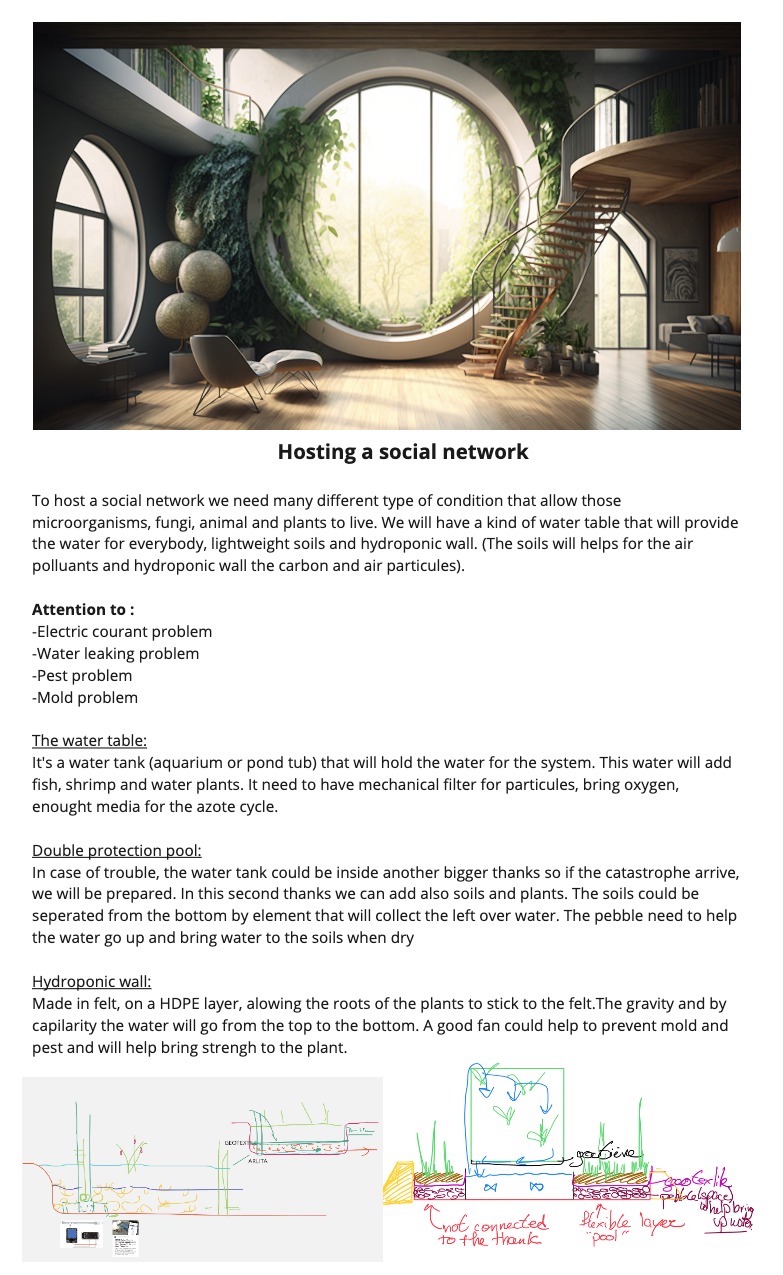 Hosting a social network
To host a social network we need many different type of condition that allow those
microorganisms, fungi, animal and plants to live. We will have a kind of water table that will provide
the water for everybody, lightweight soils and hydroponic wall. (The soils will helps for the air
polluants and hydroponic wall the carbon and air particules).
Attention to :
-Electric courant problem
-Water leaking problem
-Pest problem
-Mold problem
The water table:
It's a water tank (aquarium or pond tub) that will hold the water for the system. This water will add
fish, shrimp and water plants. It need to have mechanical filter for particules, bring oxygen,
enought media for the azote cycle.
Double protection pool:
In case of trouble, the water tank could be inside another bigger thanks so if the catastrophe arrive,
we will be prepared. In this second thanks we can add also soils and plants. The soils could be
seperated from the bottom by element that will collect the left over water. The pebble need to help
the water go up and bring water to the soils when dry
Hydroponic wall:
Made in felt, on a HDPE layer, alowing the roots of the plants to stick to the felt.The gravity and by
capilarity the water will go from the top to the bottom. A good fan could help to prevent mold and
pest and will help bring strengh to the plant.
GEOTEXTIL
ARLITA
goutière
geotextile
help bring
up water
not connected
to the thank
flexible layer
"pool"